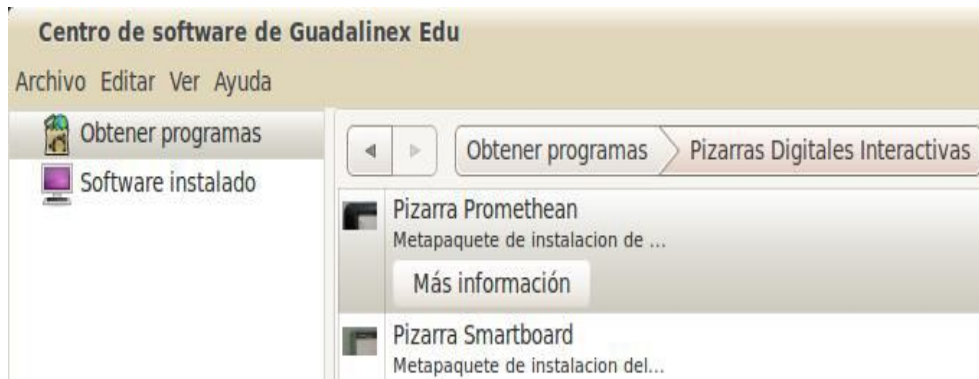 Centro de software de Guadalinex Edu
Archivo Editar Ver Ayuda
Obtener programas
Software instalado
Obtener programas
Pizarras Digitales Interactivas
Pizarra Promethean
Metapaquete de instalacion de ...
Más información
Pizarra Smartboard
Metapaquete de instalacion del...